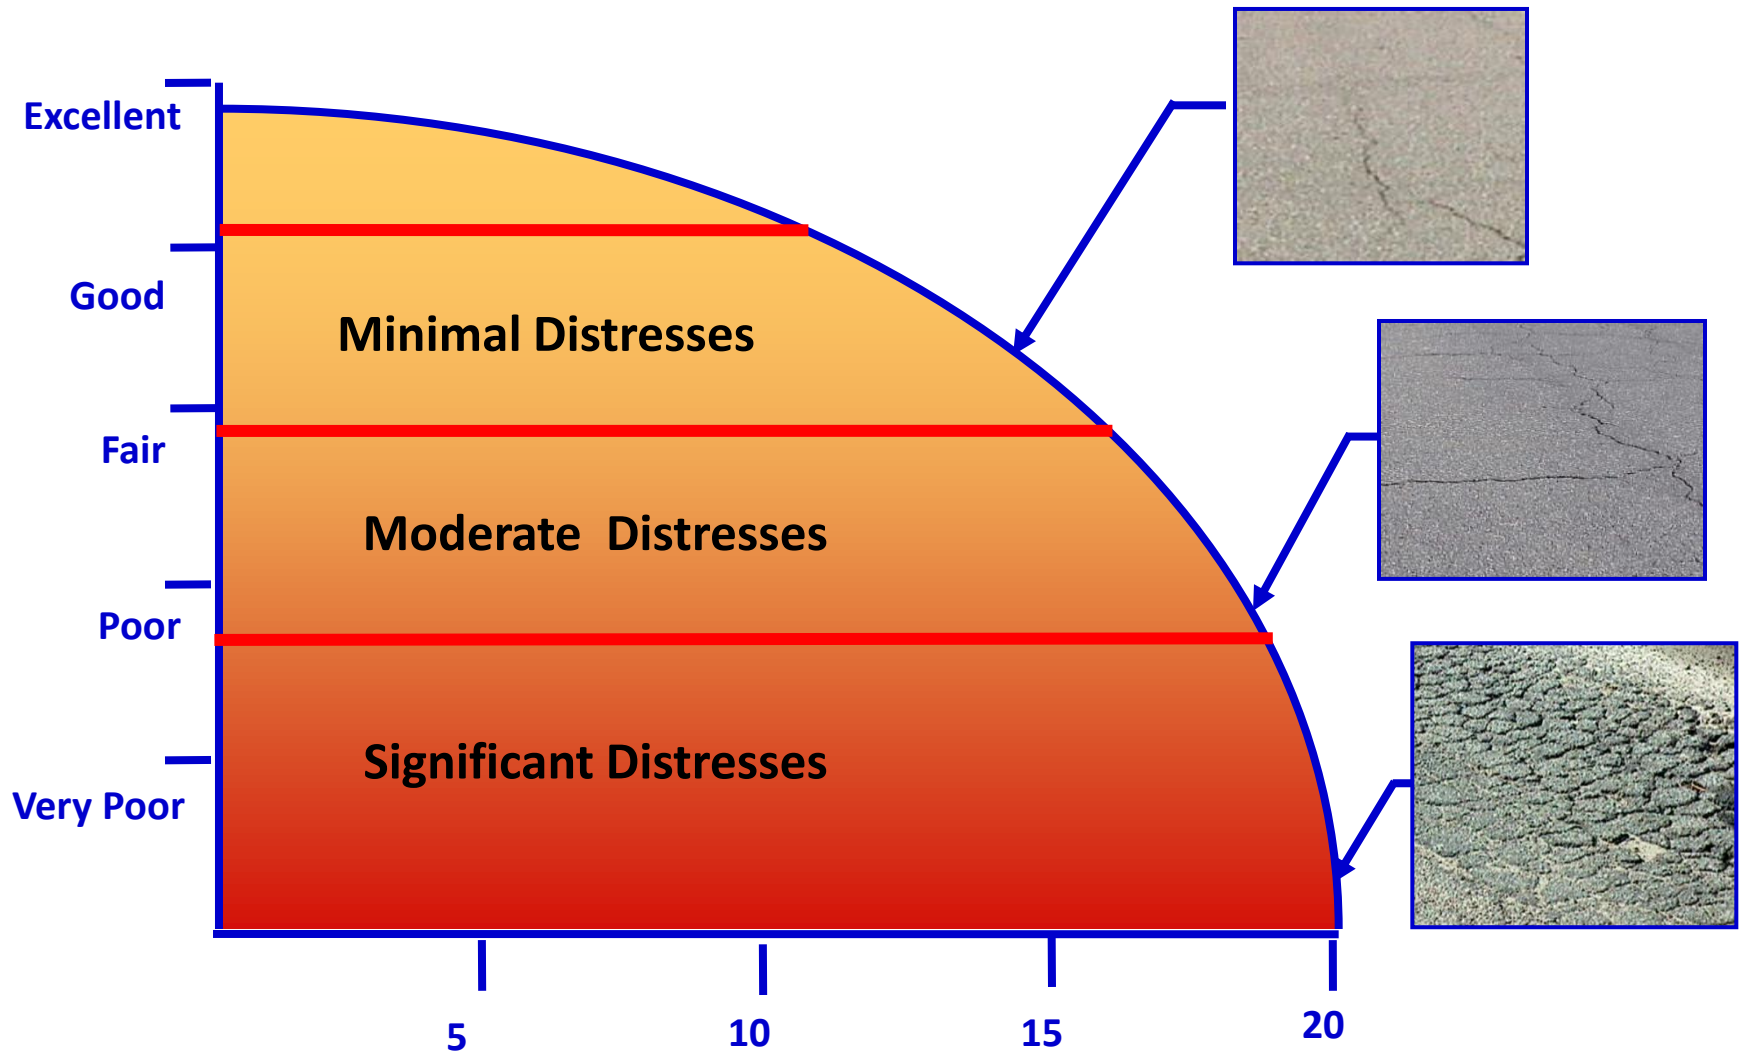 Excellent
Good
Minimal Distresses
Fair
Moderate  Distresses
Poor
Significant Distresses
Very Poor
5
10
15
20